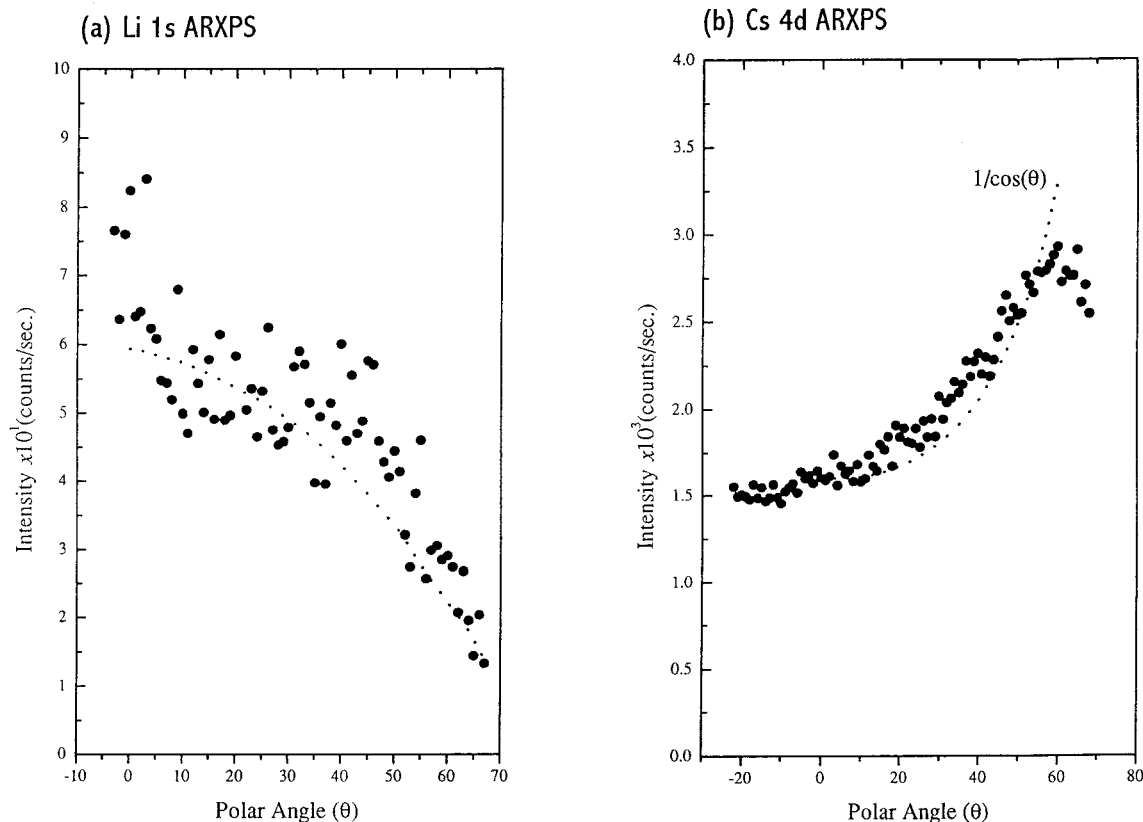 (a) Li 1s ARXPS
10
9
8
7
6
5
4
3
2
1
0
-10 0 10 20 30 40 50 60 70
Intensity x10¹(counts/sec.)
Polar Angle (θ)
(b) Cs 4d ARXPS
4.0
3.5
3.0
2.5
2.0
1.5
1.0
0.5
0.0
-20 0 20 40 60 80
1/cos(θ)
Intensity x10³(counts/sec.)
Polar Angle (θ)